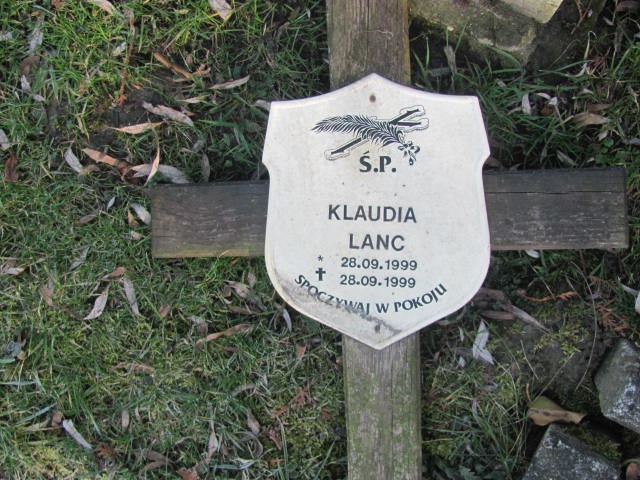 Ś.P.
KLAUDIA
LANC
* 28.09.1999
✝ 28.09.1999
SPOCZYWAJ W POKOJU